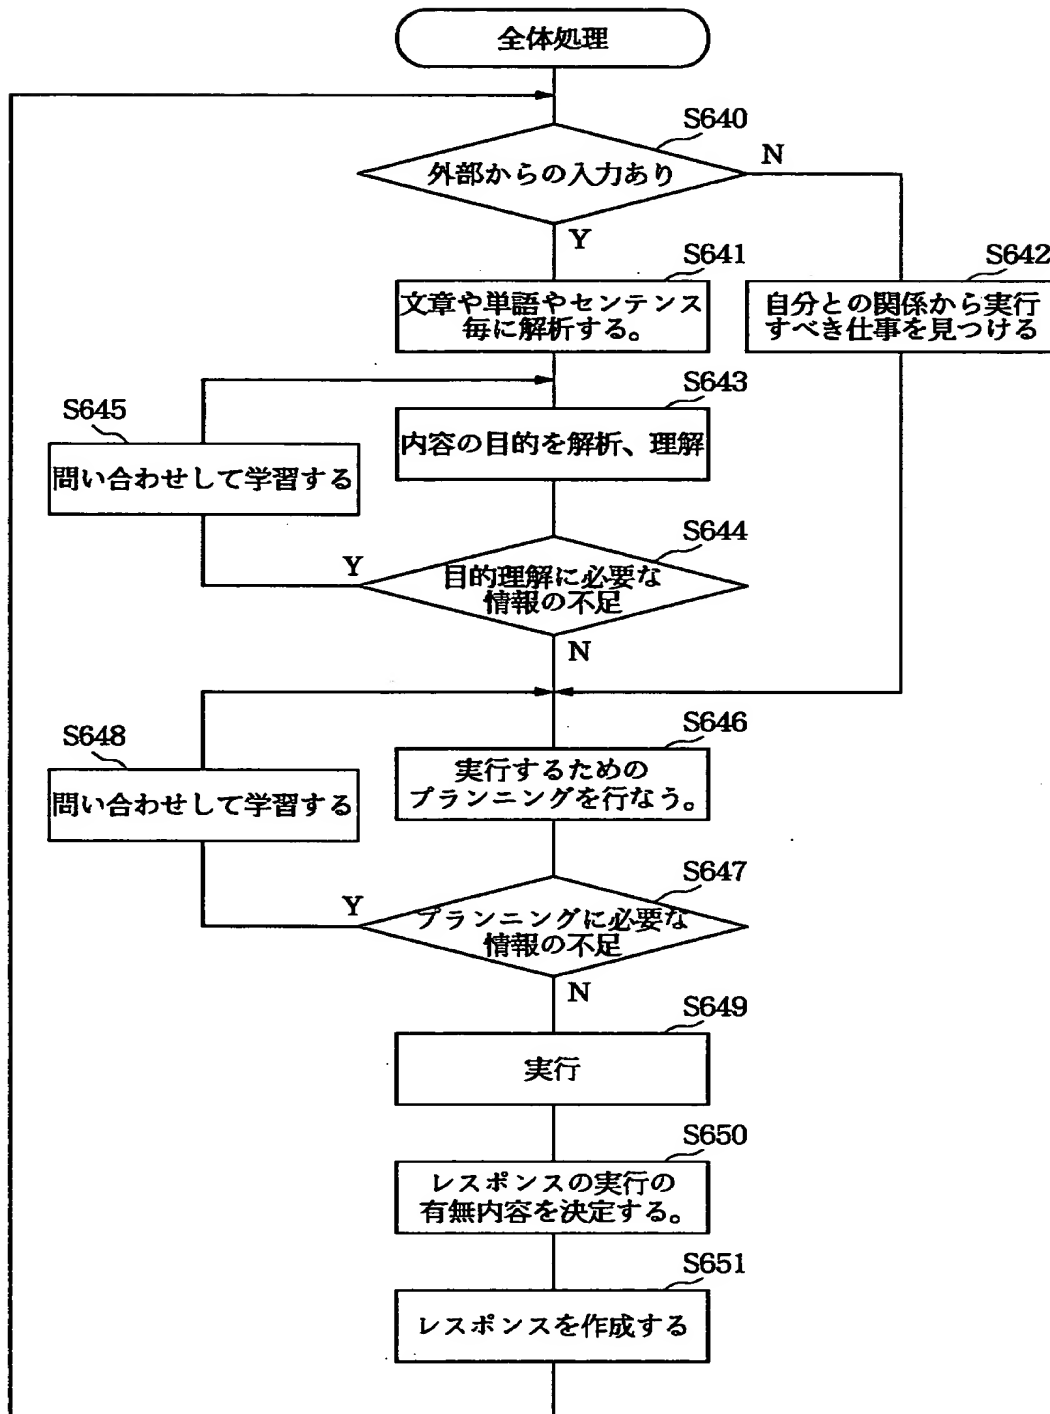 全体処理
S640
外部からの入力あり
N
Y
S641
文章や単語やセンテンス
毎に解析する。
S642
自分との関係から実行
すべき仕事を見つける
S643
内容の目的を解析、理解
S645
問い合わせして学習する
S644
Y
目的理解に必要な
情報の不足
N
S646
実行するための
プランニングを行なう。
S648
問い合わせして学習する
S647
Y
プランニングに必要な
情報の不足
N
S649
実行
S650
レスポンスの実行の
有無内容を決定する。
S651
レスポンスを作成する